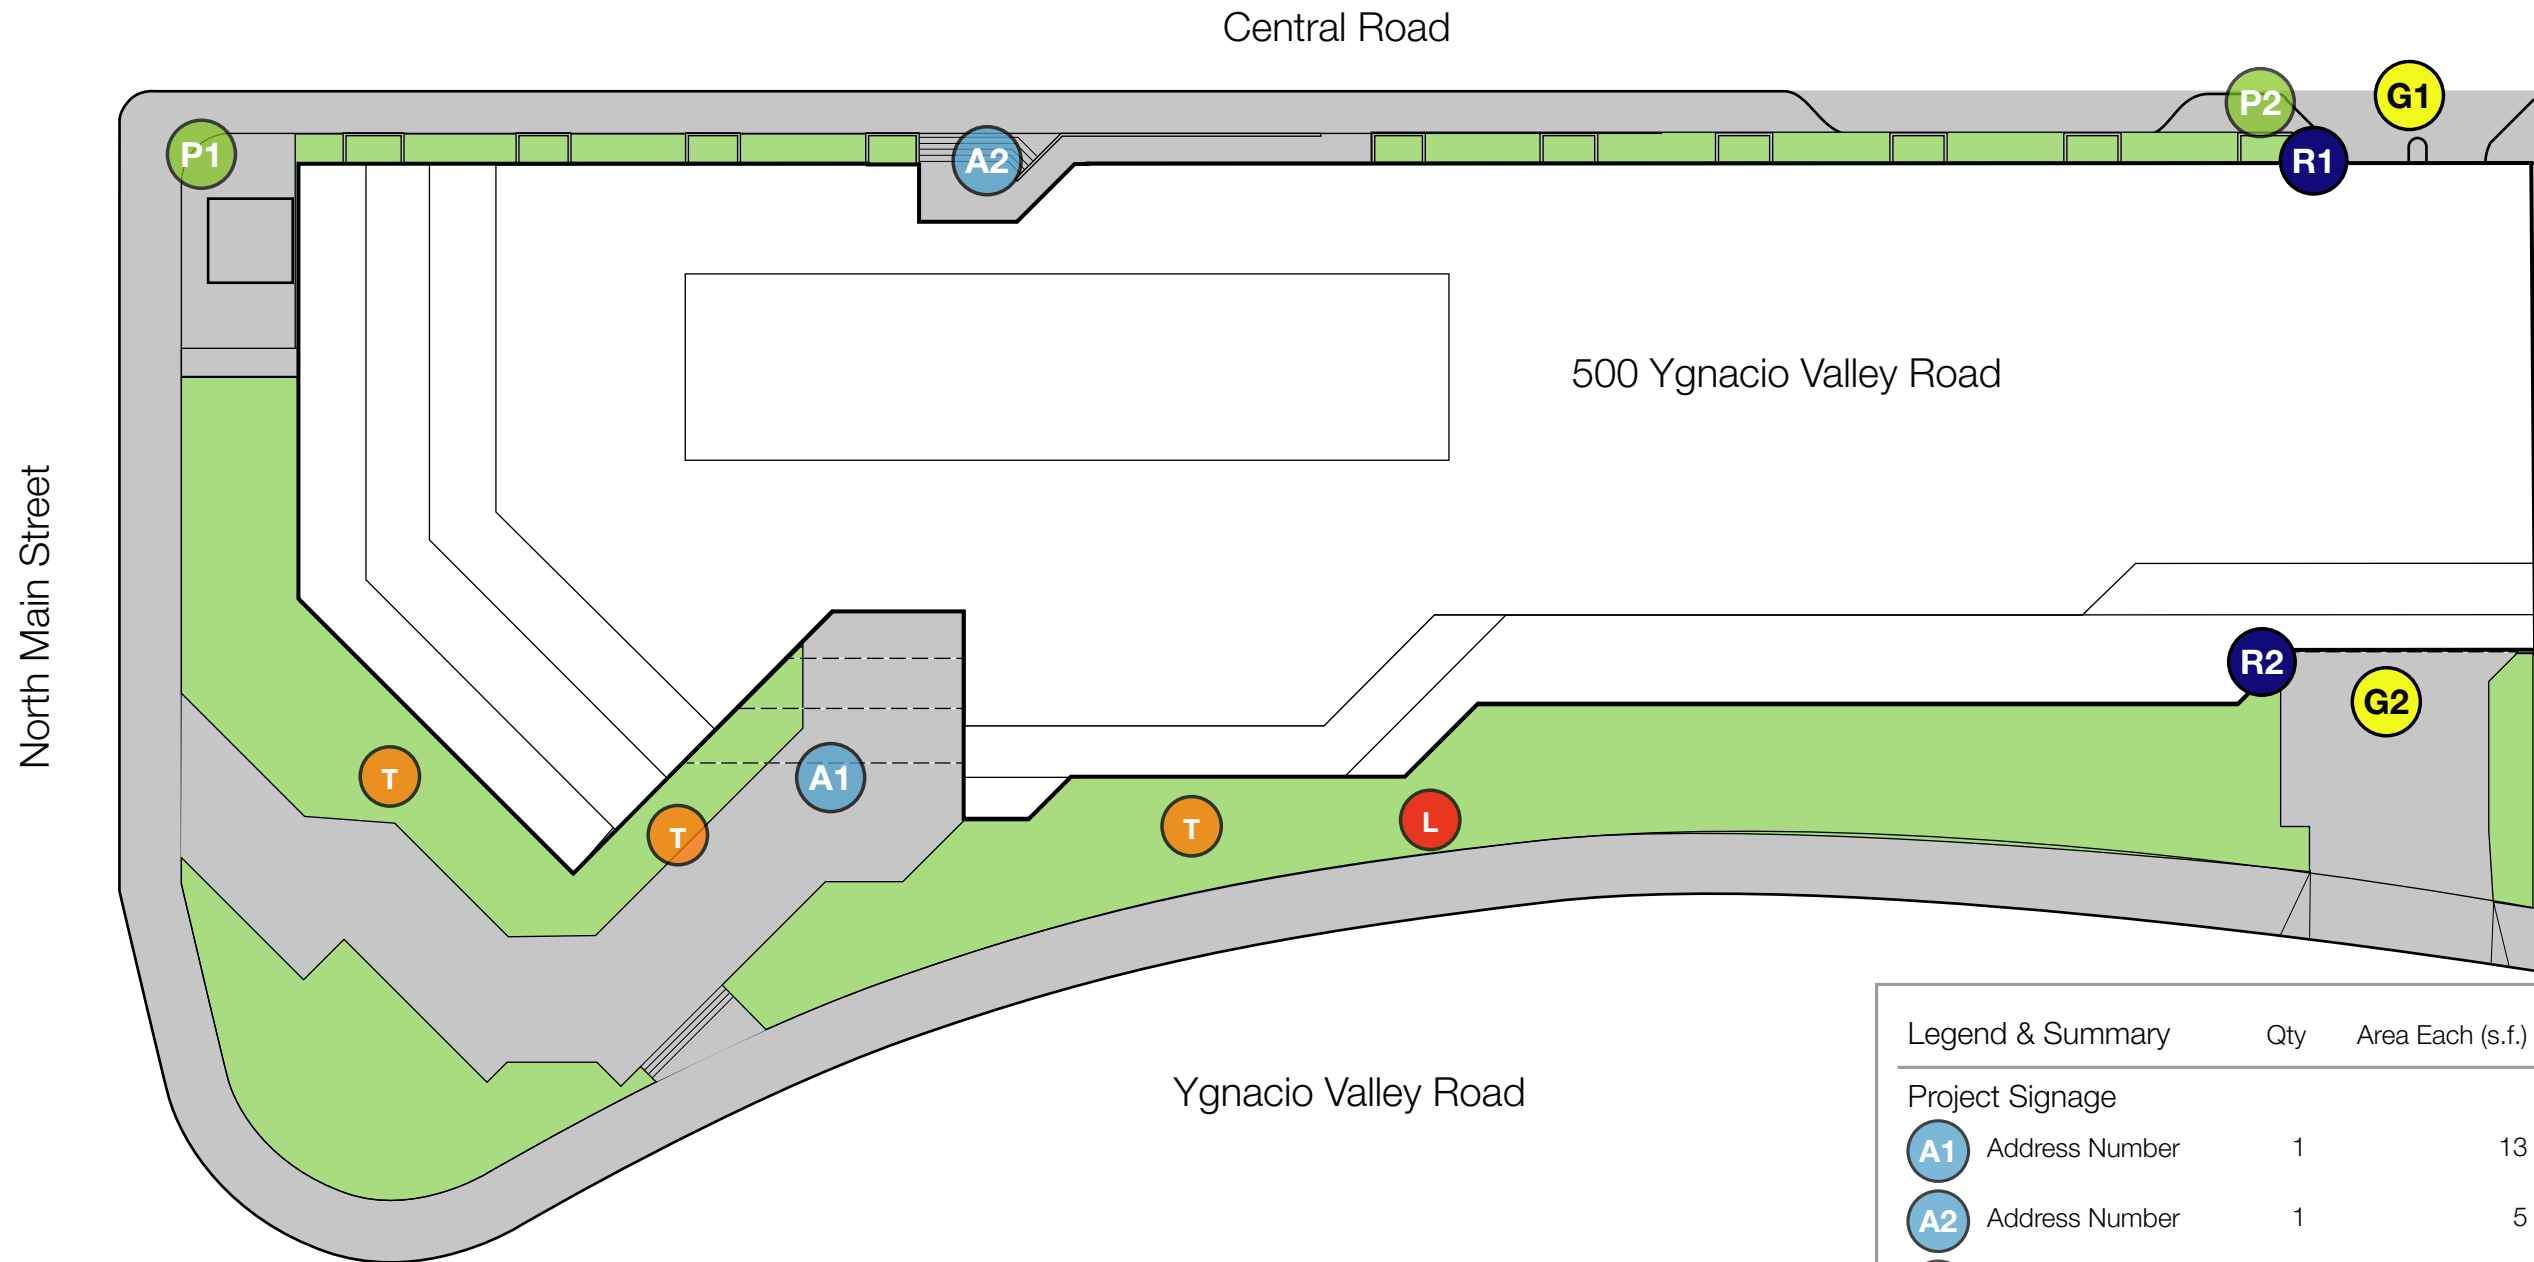 Central Road
P2
G1
P1
A2
R1
500 Ygnacio Valley Road
North Main Street
R2
G2
T
A1
T
T
L
Ygnacio Valley Road
Legend & Summary Qty Area Each (s.f.)
Project Signage
A1 Address Number 1 13
A2 Address Number 1 5